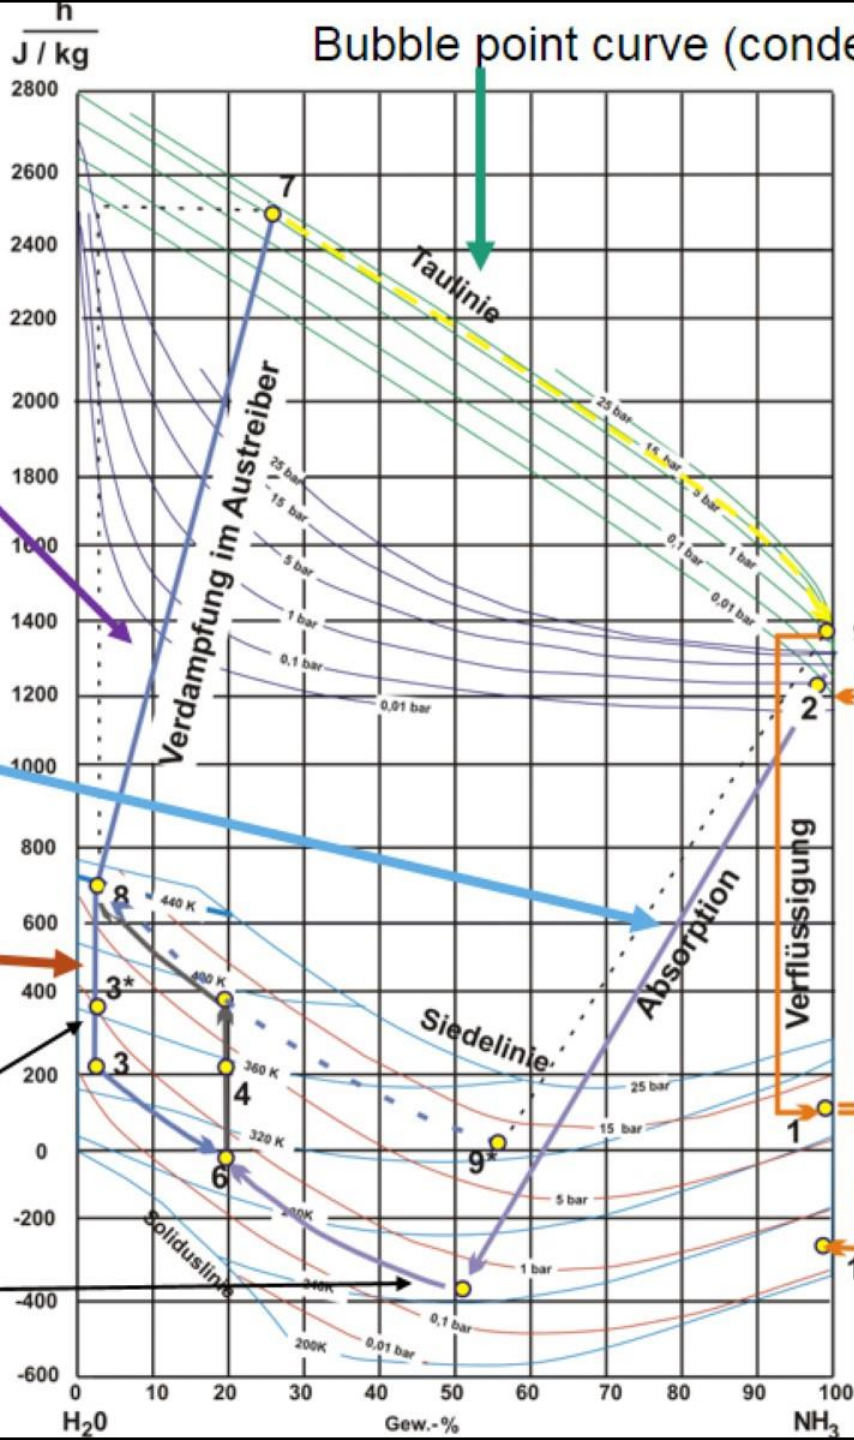 h
J / kg
Bubble point curve (conde
2800
2600
2400
2200
2000
1800
1600
1400
1200
1000
800
600
400
200
0
-200
-400
-600
7
Taulinie
25 bar
15 bar
5 bar
1 bar
0,1 bar
0,01 bar
Verdampfung im Austreiber
25 bar
15 bar
5 bar
1 bar
0,1 bar
0,01 bar
2
Verflüssigung
Absorption
8
440 K
400 K
3*
3
360 K
4
320 K
6
280K
240K
200K
Soliduslinie
Siedelinie
9*
25 bar
15 bar
5 bar
1 bar
0,1 bar
0,01 bar
1
1
0 10 20 30 40 50 60 70 80 90 100
H20 Gew.-% NH3